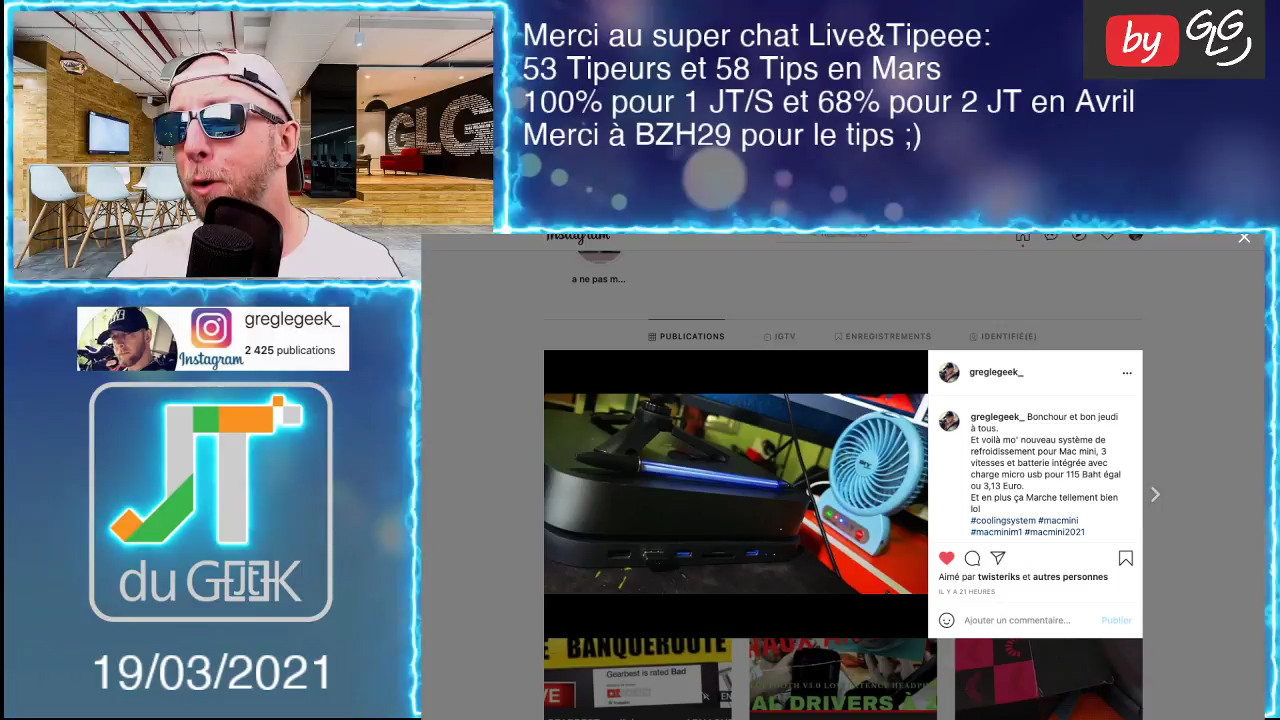 Merci au super chat Live&Tipeee:
53 Tipeurs et 58 Tips en Mars
100% pour 1 JT/S et 68% pour 2 JT en Avril
Merci à BZH29 pour le tips ;)
by GLG
GLG
greglegeek_
Instagram
2 425 publications
JT
du GEEK
19/03/2021
Instagram
a ne pas m...
PUBLICATIONS
IGTV
ENREGISTREMENTS
IDENTIFIÉ(E)
greglegeek_
greglegeek_ Bonchour et bon jeudi
à tous.
Et voilà mo' nouveau système de
refroidissement pour Mac mini, 3
vitesses et batterie intégrée avec
charge micro usb pour 115 Baht égal
ou 3,13 Euro.
Et en plus ça Marche tellement bien
lol
#coolingsystem #macmini
#macminim1 #macmini2021
Aimé par twisteriks et autres personnes
IL Y A 21 HEURES
Ajouter un commentaire...
Publier
BANQUEROUTE
Gearbest is rated Bad